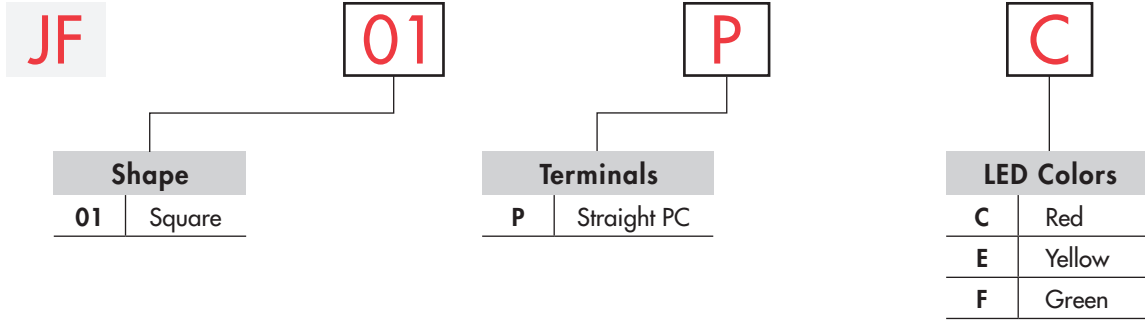 JF 01 P C
Shape Terminals LED Colors
01 Square P Straight PC C Red
E Yellow
F Green